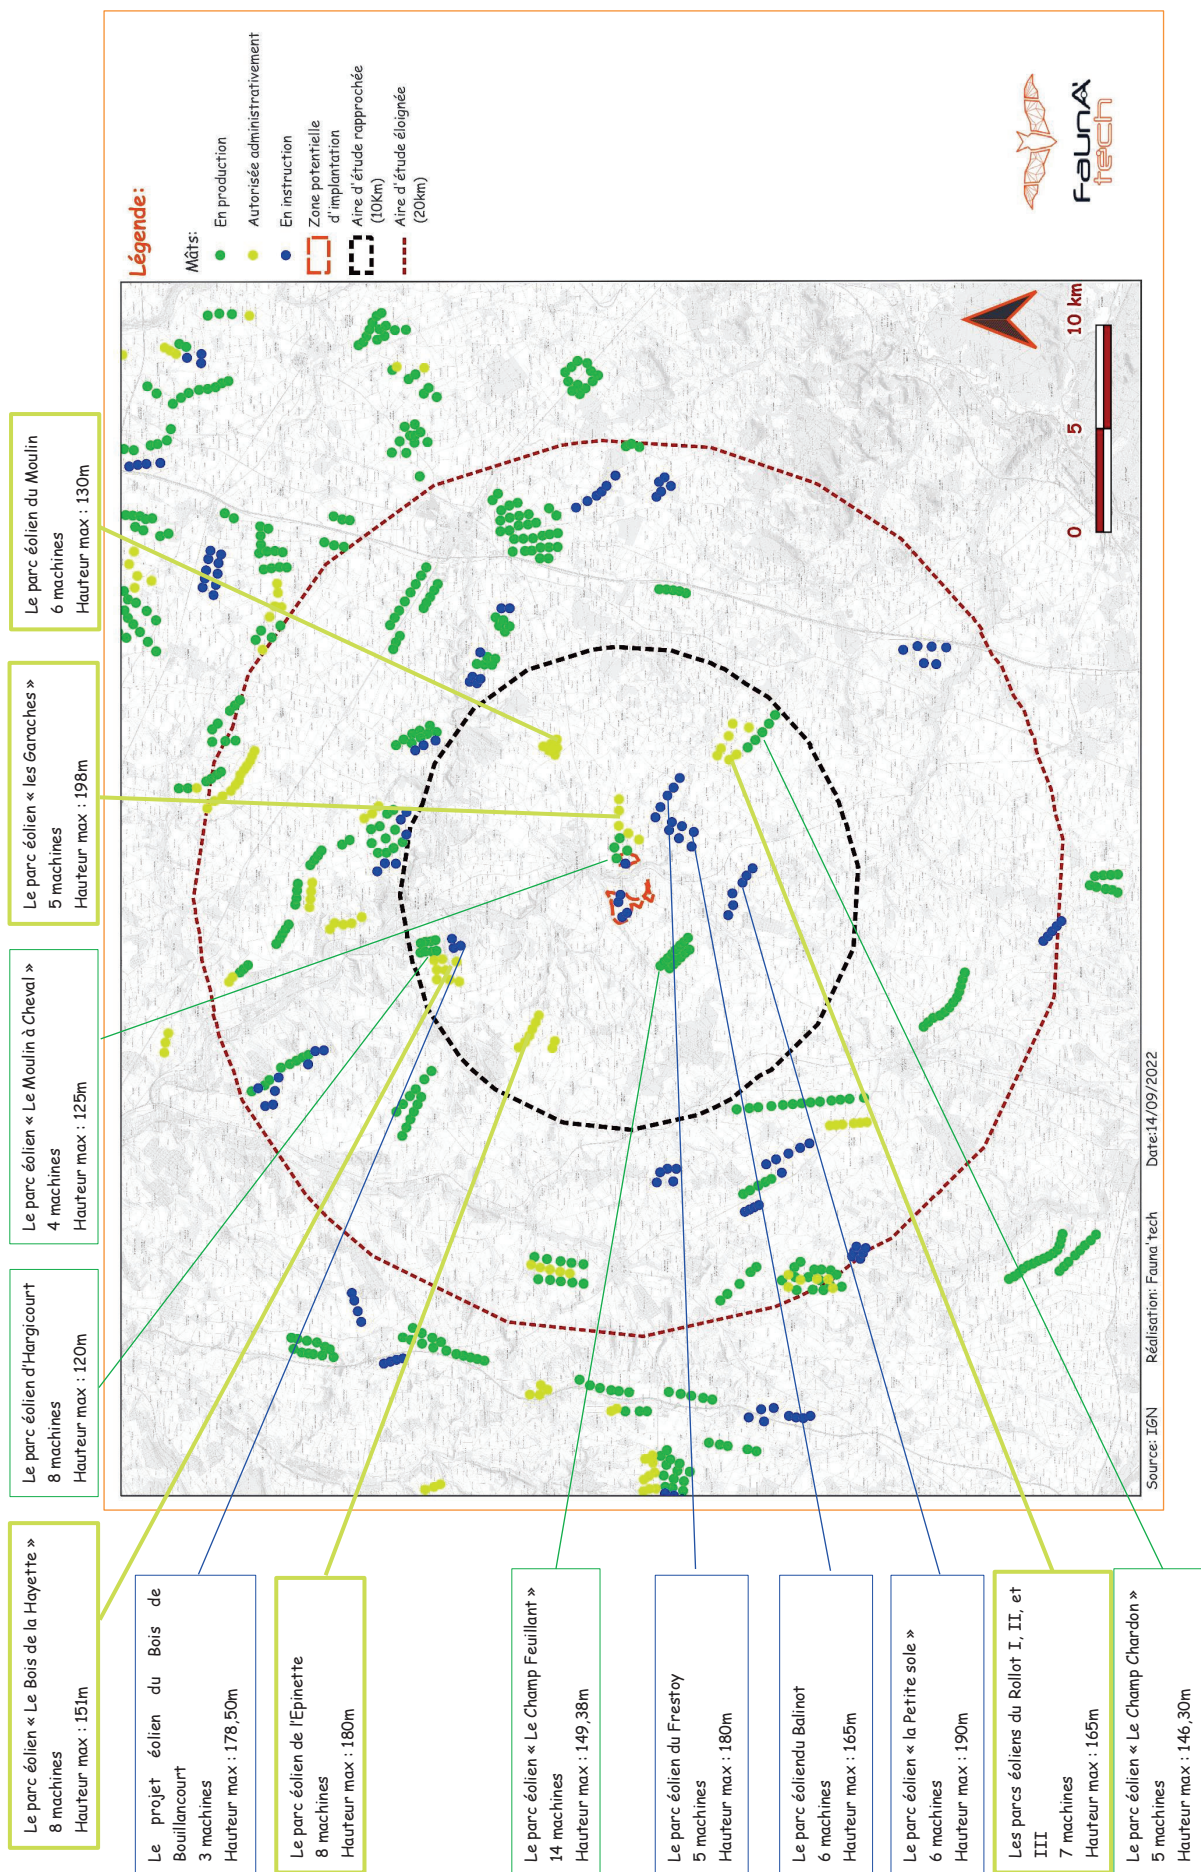 Le parc éolien « Le Bois de la Hayette »
8 machines
Hauteur max : 151m
Le parc éolien d'Hargicourt
8 machines
Hauteur max : 120m
Le parc éolien « Le Moulin à Cheval »
4 machines
Hauteur max : 125m
Le parc éolien « les Garaches »
5 machines
Hauteur max : 198m
Le parc éolien du Moulin
6 machines
Hauteur max : 130m
Le projet éolien du Bois de
Bouillancourt
3 machines
Hauteur max : 178,50m
Le parc éolien de l'Epinette
8 machines
Hauteur max : 180m
Le parc éolien « Le Champ Feuillant »
14 machines
Hauteur max : 149,38m
Le parc éolien du Frestoy
5 machines
Hauteur max : 180m
Le parc éoliendu Balinot
6 machines
Hauteur max : 165m
Le parc éolien « la Petite sole »
6 machines
Hauteur max : 190m
Les parcs éoliens du Rollot I, II, et
III
7 machines
Hauteur max : 165m
Le parc éolien « Le Champ Chardon »
5 machines
Hauteur max : 146,30m
Légende:
Mâts:
En production
Autorisée administrativement
En instruction
Zone potentielle
d'implantation
Aire d'étude rapprochée
(10Km)
Aire d'étude éloignée
(20km)
0 5 10 km
faunA
tech
Source: IGN Réalisation: Fauna'tech Date:14/09/2022